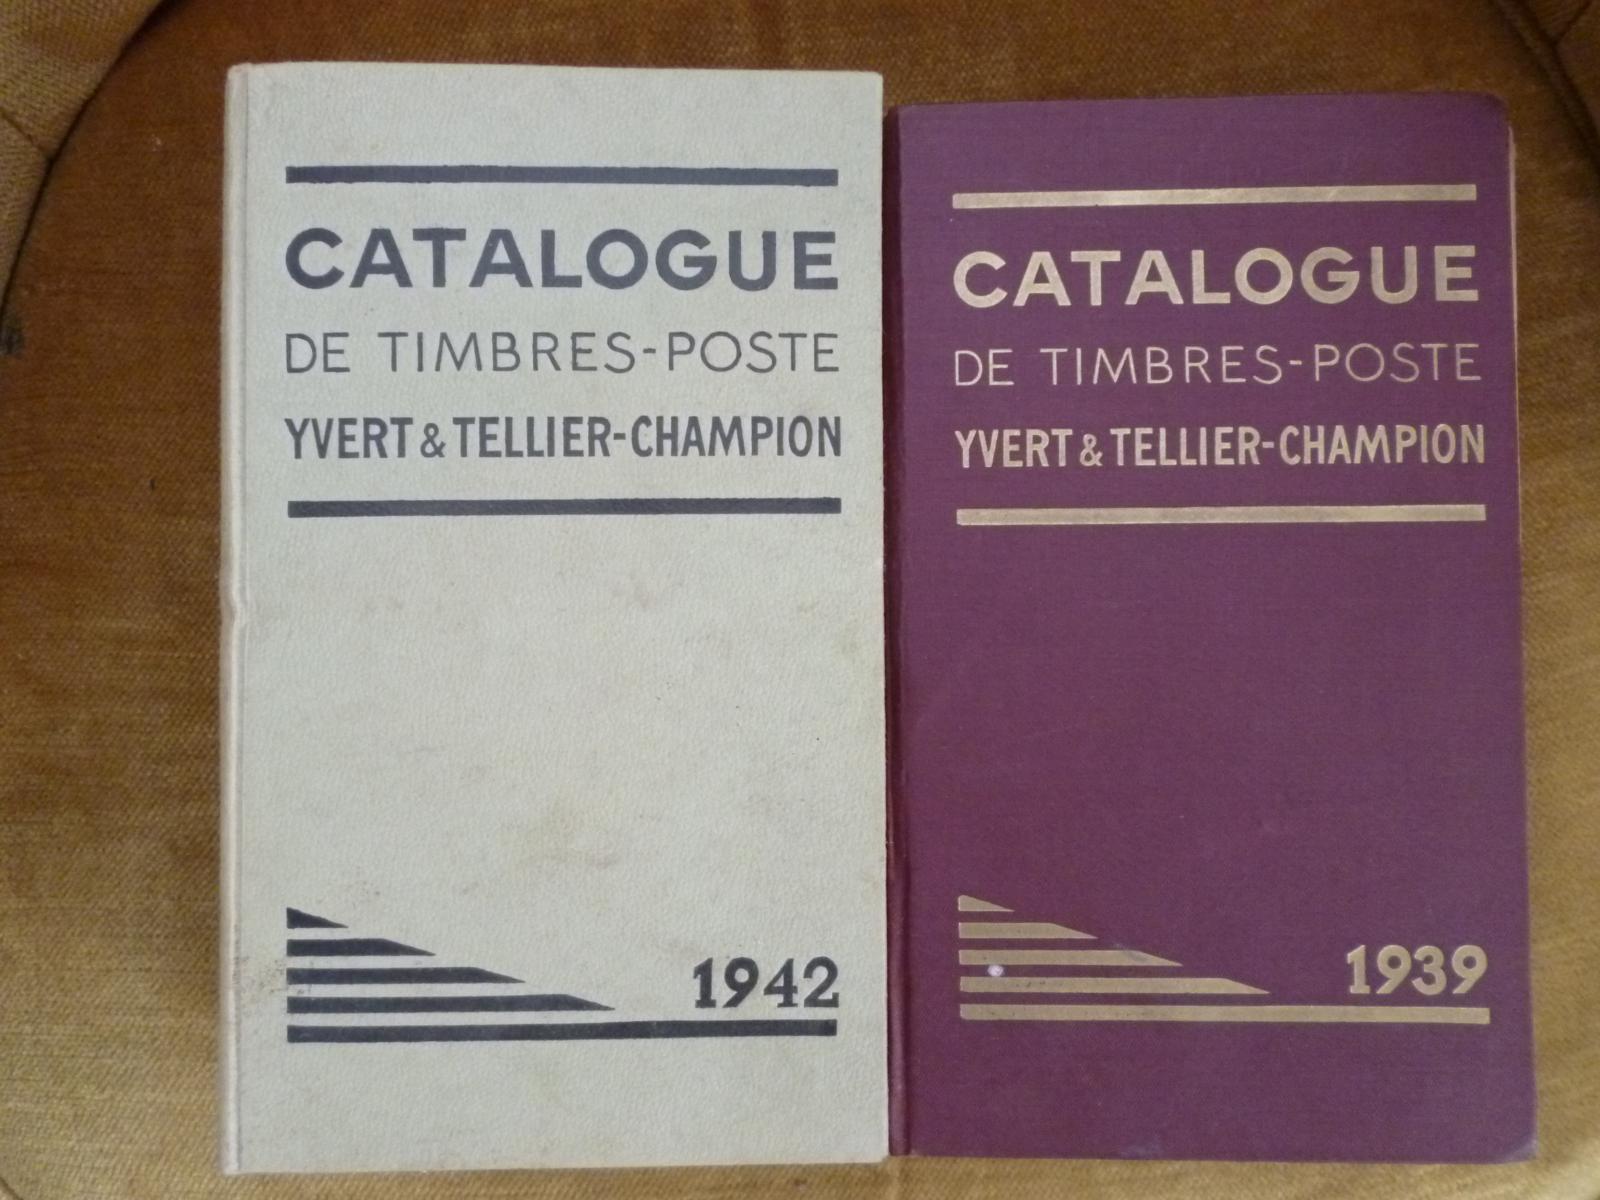 CATALOGUE
DE TIMBRES-POSTE
YVERT & TELLIER-CHAMPION
1942
CATALOGUE
DE TIMBRES-POSTE
YVERT & TELLIER-CHAMPION
1939